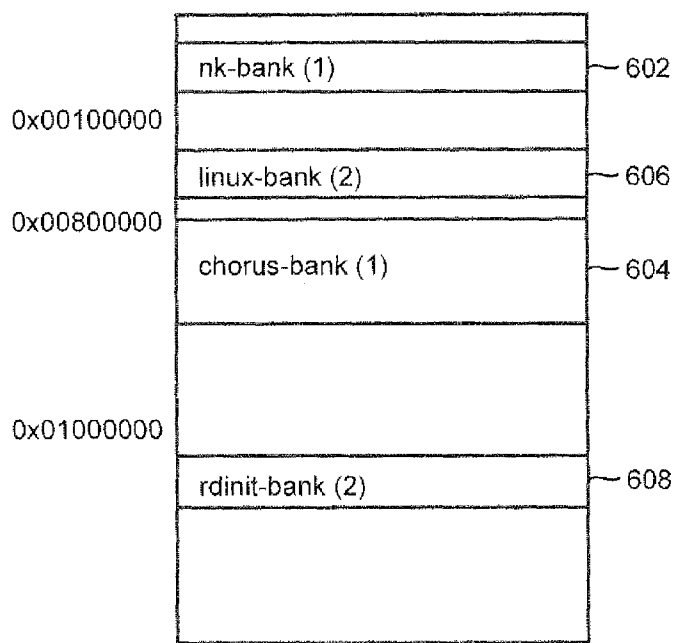 nk-bank (1) 602
0x00100000
linux-bank (2) 606
0x00800000
chorus-bank (1) 604
0x01000000
rdinit-bank (2) 608